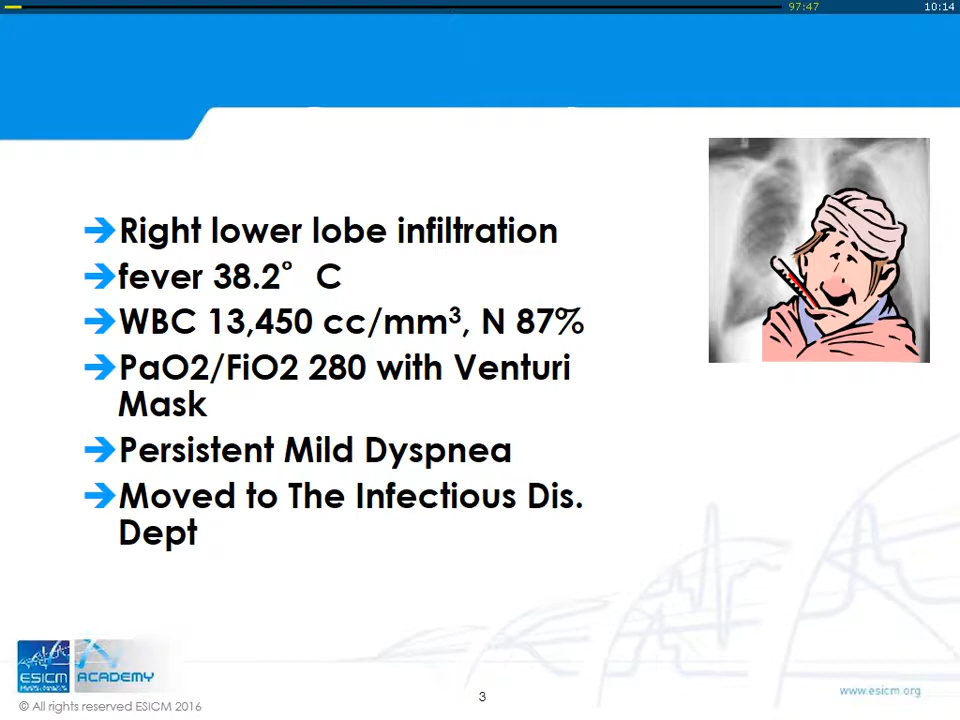 97:47
10:14
Right lower lobe infiltration
fever 38.2° C
WBC 13,450 cc/mm³, N 87%
PaO2/FiO2 280 with Venturi
Mask
Persistent Mild Dyspnea
Moved to The Infectious Dis.
Dept
ESICM
ACADEMY
www.esicm.org
3
© All rights reserved ESICM 2016